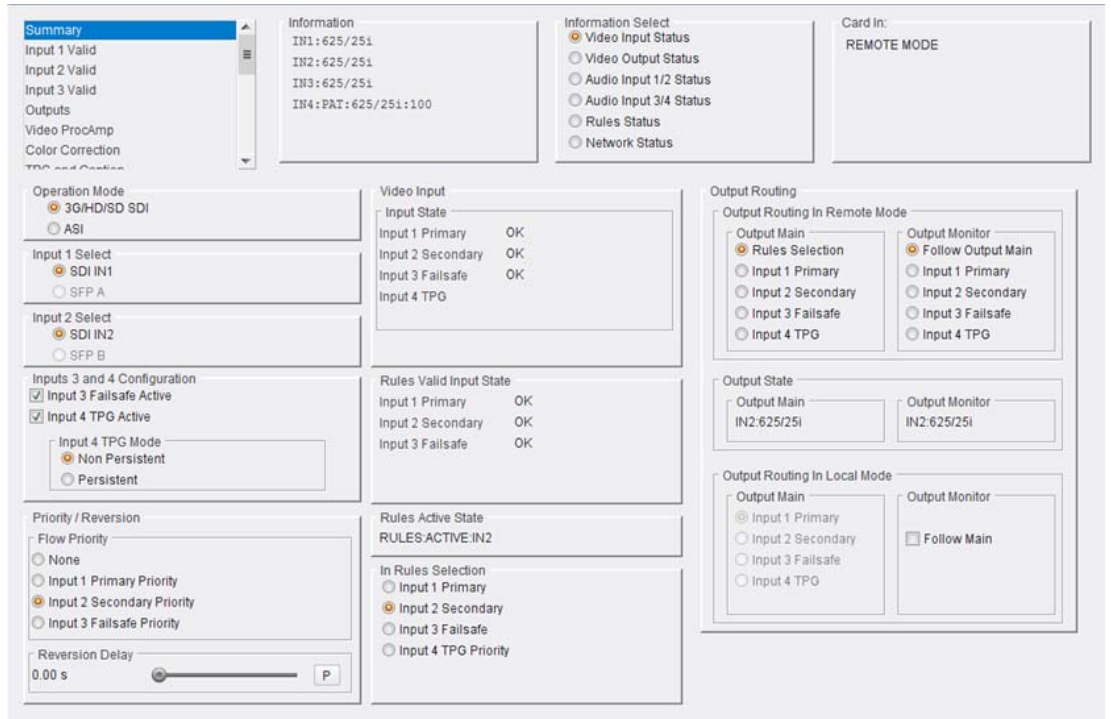 Summary
Input 1 Valid
Input 2 Valid
Input 3 Valid
Outputs
Video ProcAmp
Color Correction
Information
IN1:625/25i
IN2:625/25i
IN3:625/25i
IN4:PAT:625/25i:100
Information Select
Video Input Status
Video Output Status
Audio Input 1/2 Status
Audio Input 3/4 Status
Rules Status
Network Status
Card In:
REMOTE MODE
Operation Mode
3G/HD/SD SDI
ASI
Input 1 Select
SDI IN1
SFP A
Input 2 Select
SDI IN2
SFP B
Inputs 3 and 4 Configuration
Input 3 Failsafe Active
Input 4 TPG Active
Input 4 TPG Mode
Non Persistent
Persistent
Priority / Reversion
Flow Priority
None
Input 1 Primary Priority
Input 2 Secondary Priority
Input 3 Failsafe Priority
Reversion Delay
0.00 s
P
Video Input
Input State
Input 1 Primary OK
Input 2 Secondary OK
Input 3 Failsafe OK
Input 4 TPG
Rules Valid Input State
Input 1 Primary OK
Input 2 Secondary OK
Input 3 Failsafe OK
Rules Active State
RULES:ACTIVE:IN2
In Rules Selection
Input 1 Primary
Input 2 Secondary
Input 3 Failsafe
Input 4 TPG Priority
Output Routing
Output Routing In Remote Mode
Output Main
Rules Selection
Input 1 Primary
Input 2 Secondary
Input 3 Failsafe
Input 4 TPG
Output Monitor
Follow Output Main
Input 1 Primary
Input 2 Secondary
Input 3 Failsafe
Input 4 TPG
Output State
Output Main
IN2:625/25i
Output Monitor
IN2:625/25i
Output Routing In Local Mode
Output Main
Input 1 Primary
Input 2 Secondary
Input 3 Failsafe
Input 4 TPG
Output Monitor
Follow Main